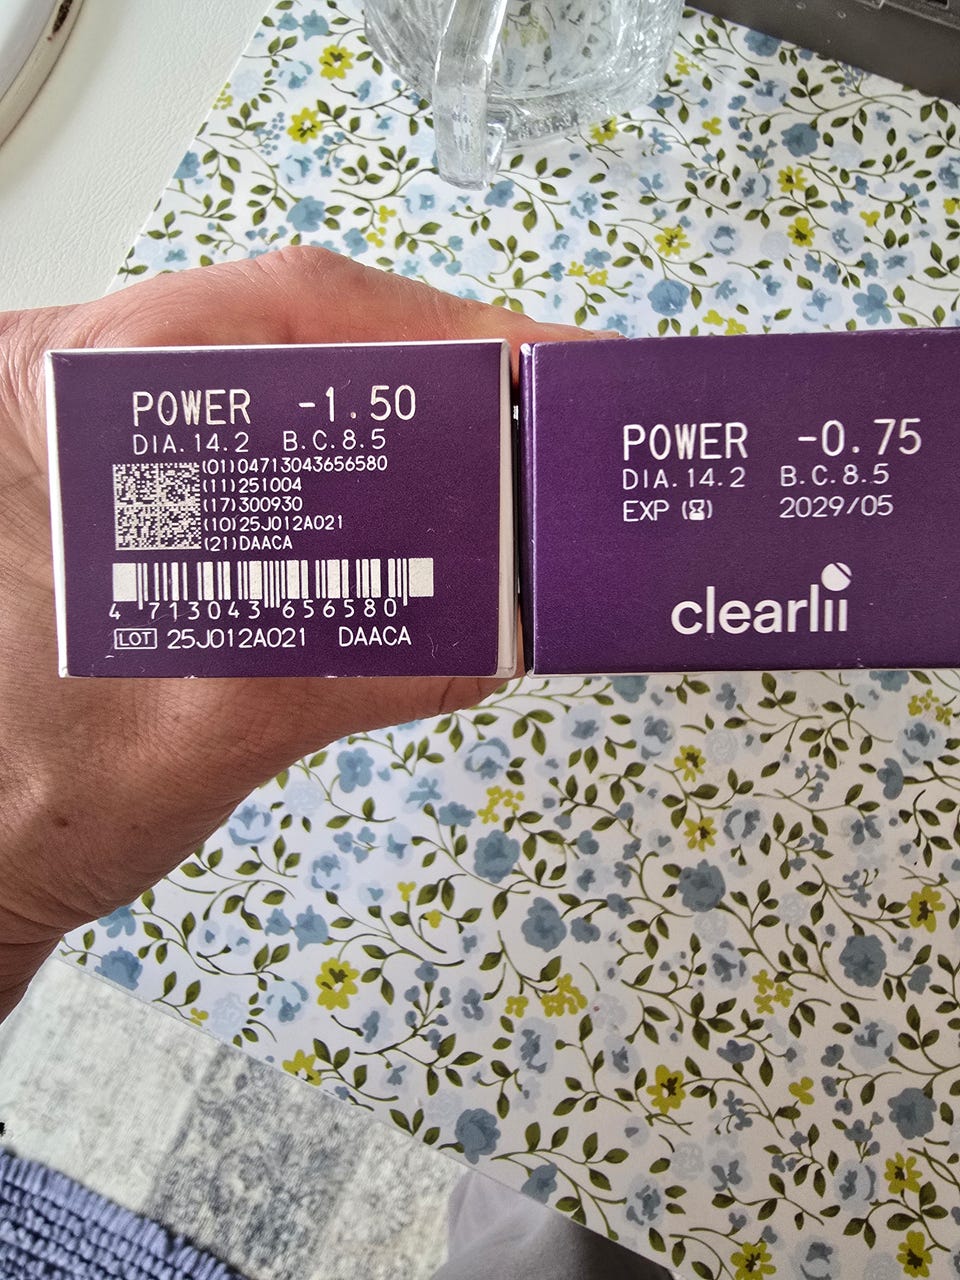 POWER -1.50
DIA.14.2 B.C.8.5
(01)04713043656580
(11)251004
(17)300930
(10)25J012A021
(21)DAACA
4 713043 656580
LOT 25J012A021 DAACA
POWER -0.75
DIA.14.2 B.C.8.5
EXP (⌛) 2029/05
clearlii